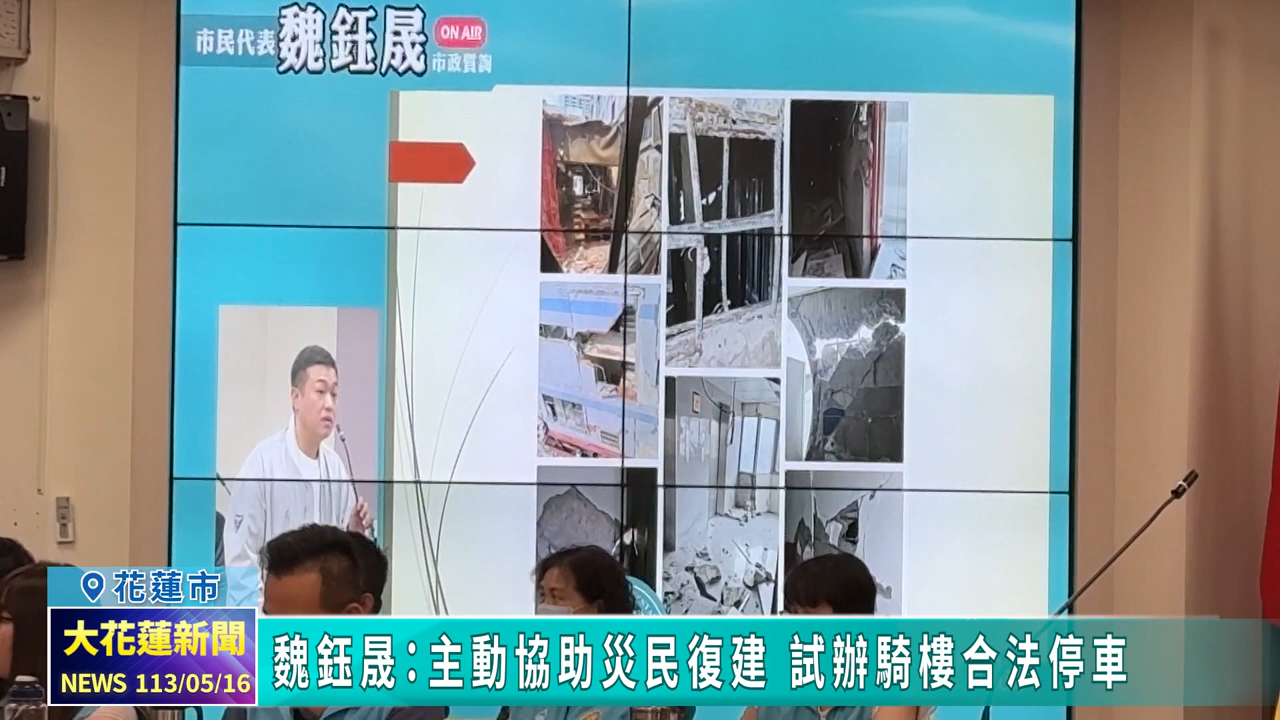 市民代表 魏鈺晟 ON AIR
市政質詢
花蓮市
大花蓮新聞
NEWS 113/05/16
魏鈺晟：主動協助災民復建 試辦騎樓合法停車